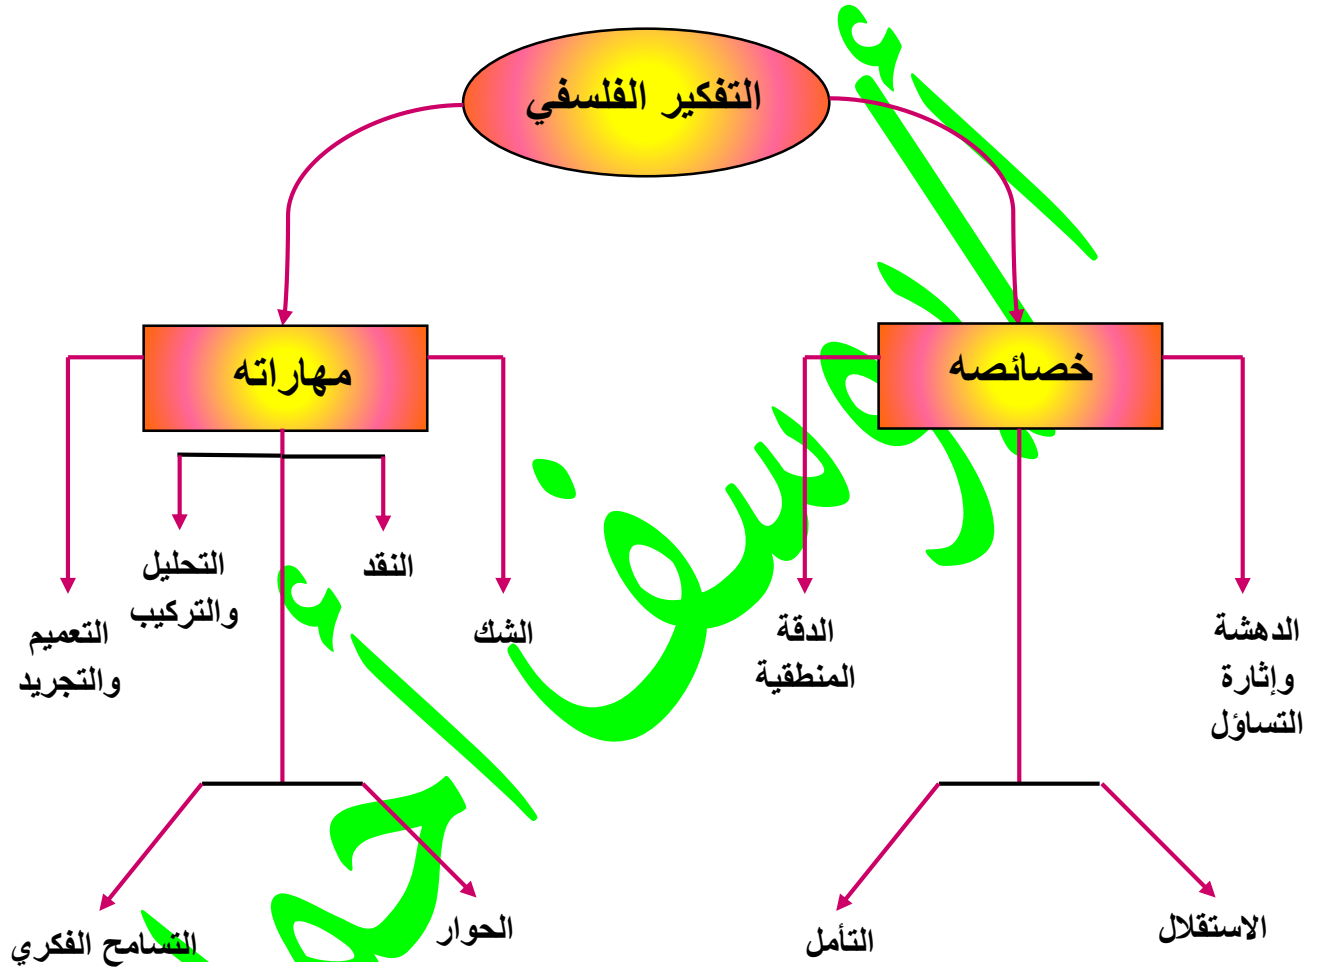 التفكير الفلسفي
خصائصه
مهاراته
الدهشة
وإثارة
التساؤل
الدقة
المنطقية
الاستقلال
التأمل
الشك
النقد
التحليل
والتركيب
التعميم
والتجريد
الحوار
التسامح الفكري